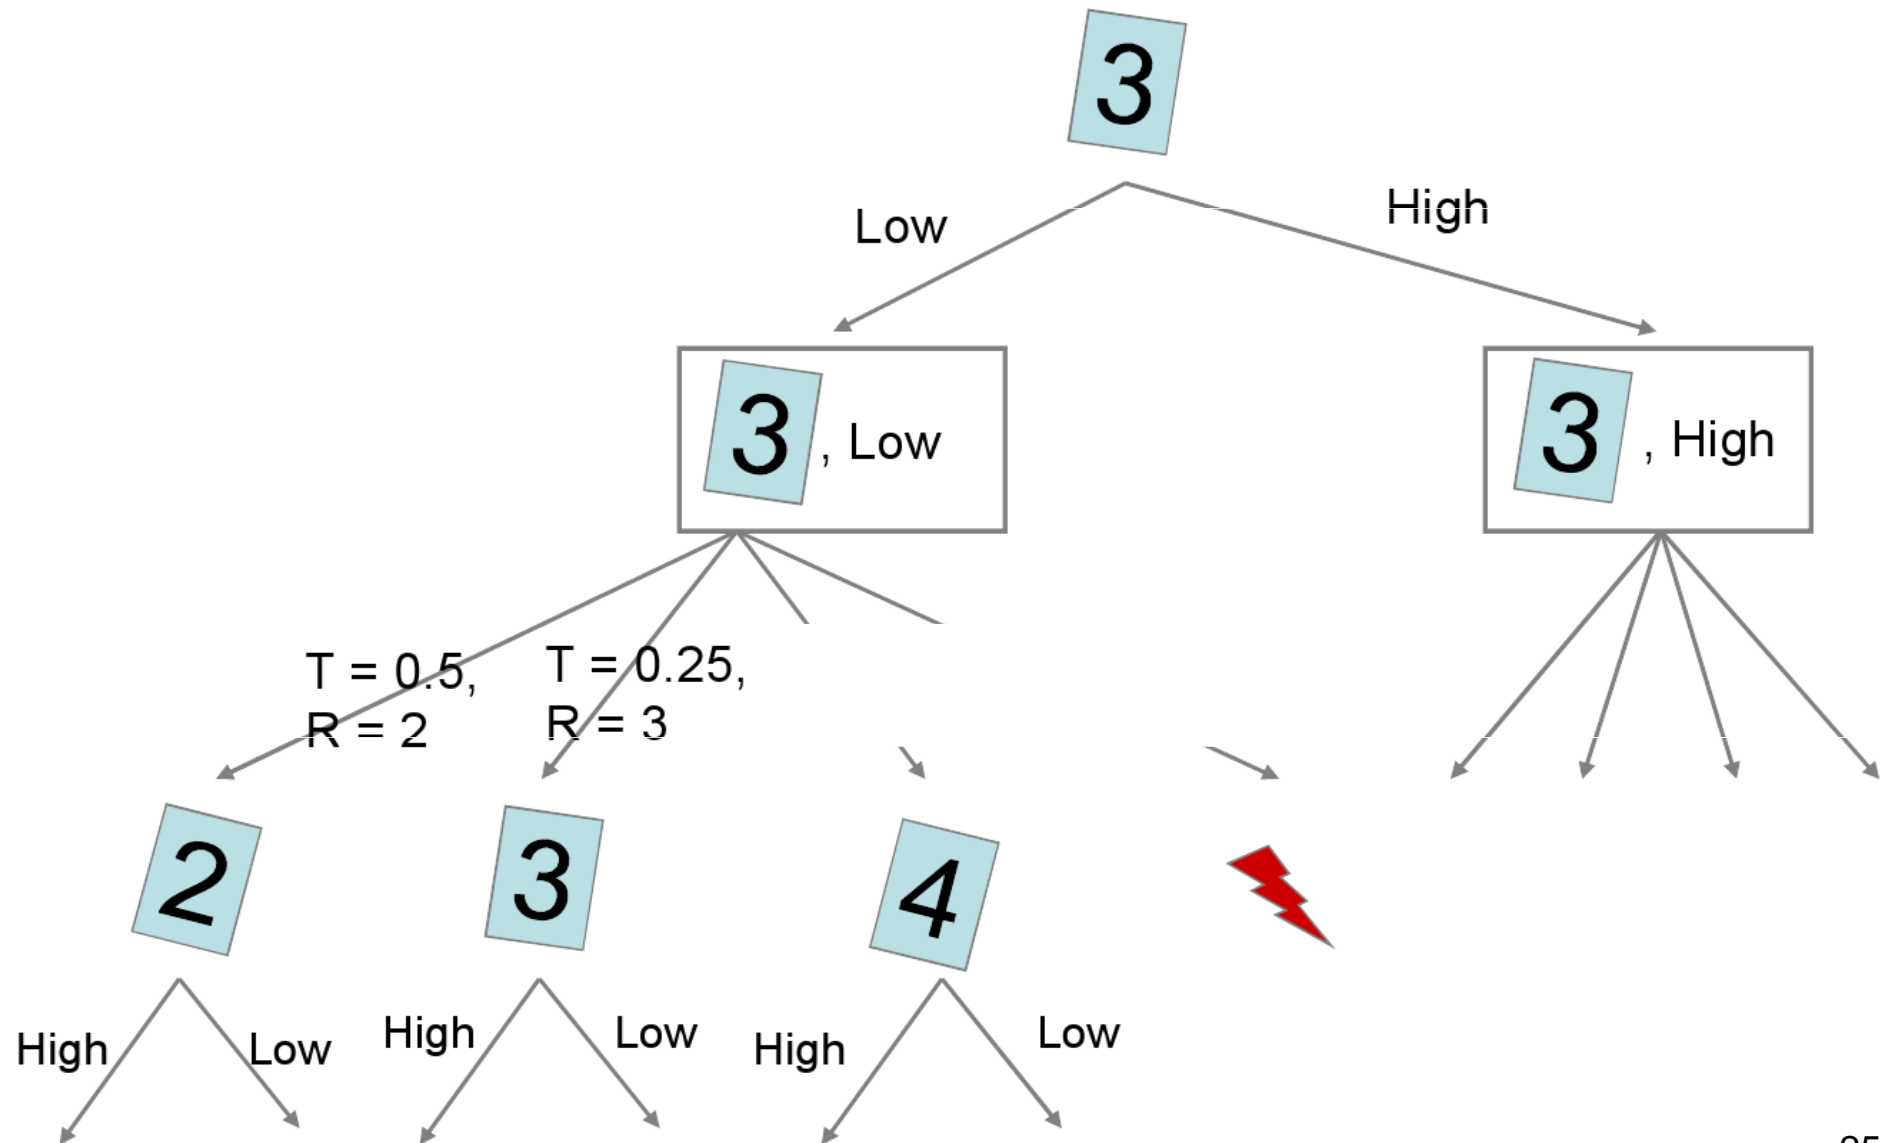 3
Low
High
3 , Low
3 , High
T = 0.5,
R = 2
T = 0.25,
R = 3
2
3
4
High
Low
High
Low
High
Low